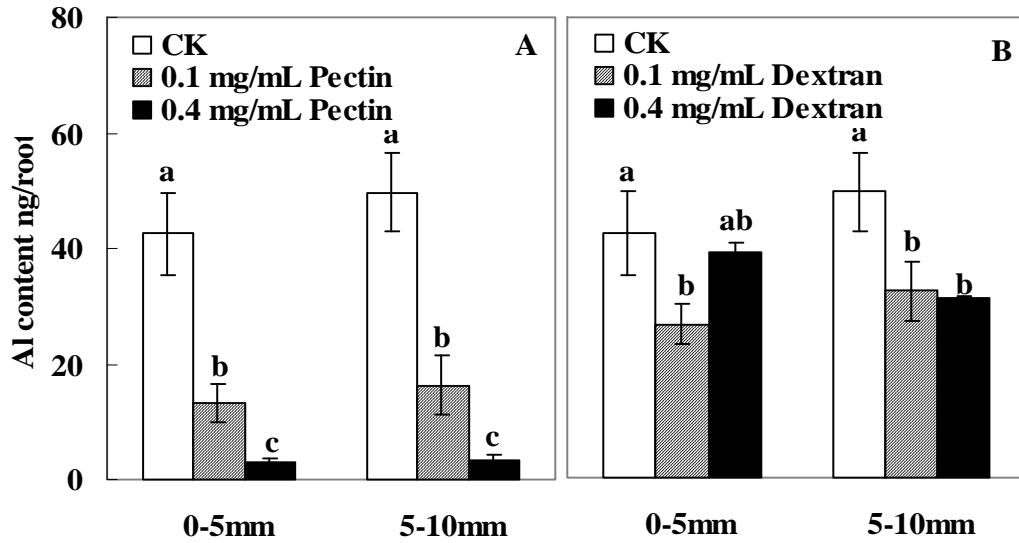 80
60
40
20
0
Al content ng/root
CK
0.1 mg/mL Pectin
0.4 mg/mL Pectin
A
a
b
c
a
b
c
0-5mm
5-10mm
CK
0.1 mg/mL Dextran
0.4 mg/mL Dextran
B
a
b
ab
a
b
b
0-5mm
5-10mm